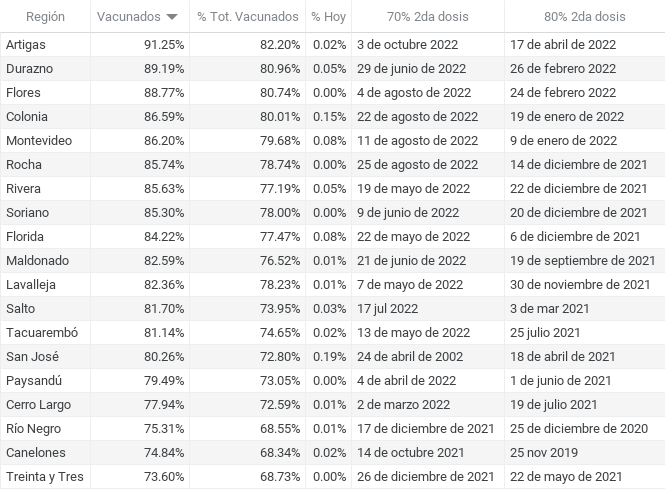 Región Vacunados % Tot. Vacunados % Hoy 70% 2da dosis 80% 2da dosis
Artigas 91.25% 82.20% 0.02% 3 de octubre 2022 17 de abril de 2022
Durazno 89.19% 80.96% 0.05% 29 de junio de 2022 26 de febrero 2022
Flores 88.77% 80.74% 0.00% 4 de agosto de 2022 24 de febrero 2022
Colonia 86.59% 80.01% 0.15% 22 de agosto de 2022 19 de enero de 2022
Montevideo 86.20% 79.68% 0.08% 11 de agosto de 2022 9 de enero de 2022
Rocha 85.74% 78.74% 0.00% 25 de agosto de 2022 14 de diciembre de 2021
Rivera 85.63% 77.19% 0.05% 19 de mayo de 2022 22 de diciembre de 2021
Soriano 85.30% 78.00% 0.00% 9 de junio de 2022 20 de diciembre de 2021
Florida 84.22% 77.47% 0.08% 22 de mayo de 2022 6 de diciembre de 2021
Maldonado 82.59% 76.52% 0.01% 21 de junio de 2022 19 de septiembre de 2021
Lavalleja 82.36% 78.23% 0.01% 7 de mayo de 2022 30 de noviembre de 2021
Salto 81.70% 73.95% 0.03% 17 jul 2022 3 de mar 2021
Tacuarembó 81.14% 74.65% 0.02% 13 de mayo de 2022 25 julio 2021
San José 80.26% 72.80% 0.19% 24 de abril de 2002 18 de abril de 2021
Paysandú 79.49% 73.05% 0.00% 4 de abril de 2022 1 de junio de 2021
Cerro Largo 77.94% 72.59% 0.01% 2 de marzo 2022 19 de julio 2021
Río Negro 75.31% 68.55% 0.01% 17 de diciembre de 2021 25 de diciembre de 2020
Canelones 74.84% 68.34% 0.02% 14 de octubre 2021 25 nov 2019
Treinta y Tres 73.60% 68.73% 0.00% 26 de diciembre de 2021 22 de mayo de 2021